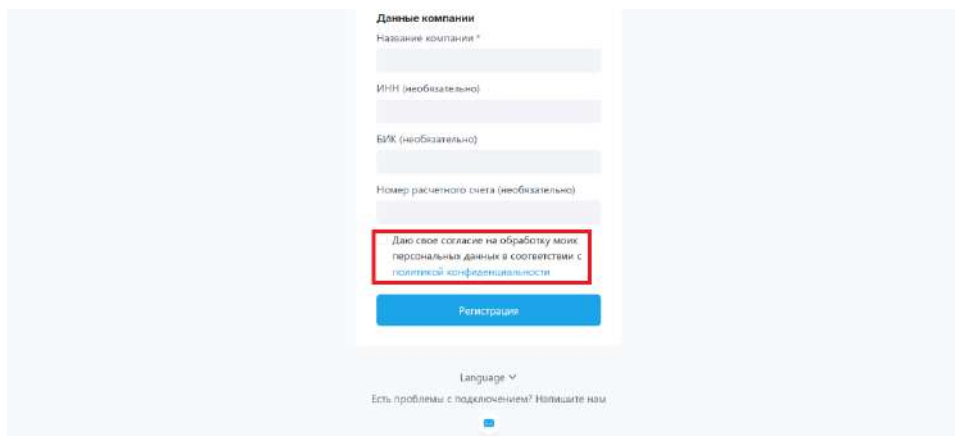 Данные компании
Название компании *
ИНН (необязательно)
БИК (необязательно)
Номер расчетного счета (необязательно)
Даю свое согласие на обработку моих
персональных данных в соответствии с
политикой конфиденциальности
Регистрация
Language
Есть проблемы с подключением? Напишите нам